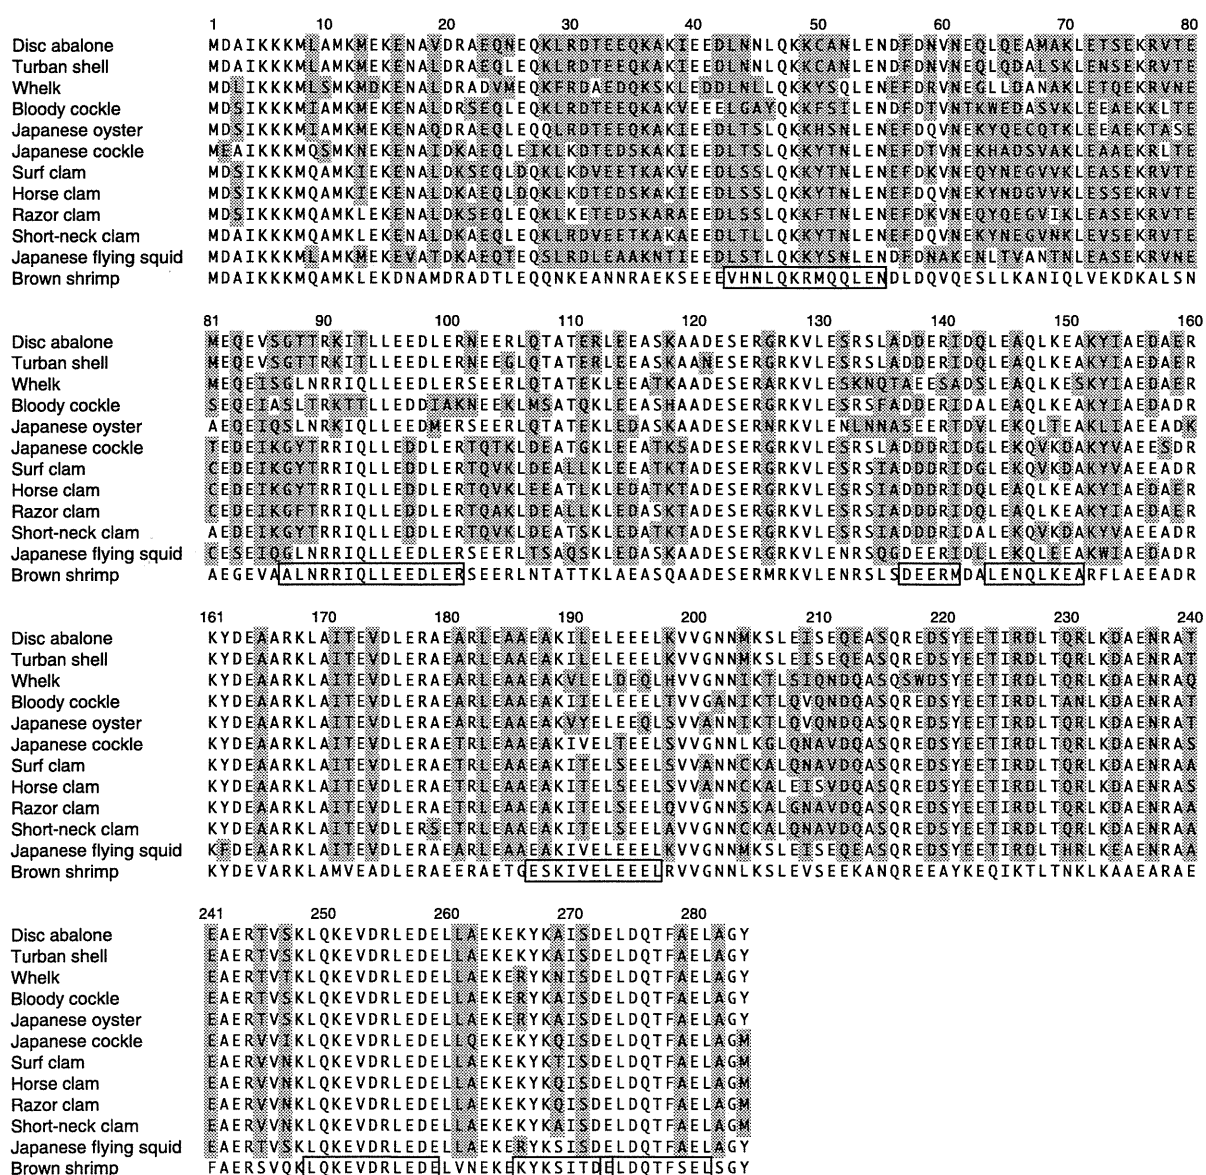 1 10 20 30 40 50 60 70 80
Disc abalone MDAIKKKMLAMKMEKENAVDRAEQNEQKLRDTEEQKAKIEEDLNNLQKKCANLENDFDNVNEQLQEAMAKLETSEKRVTE
Turban shell MDAIKKKMLAMKMEKENALDRAEQLEQKLRDTEEQKAKIEEDLNNLQKKCANLENDFDNVNEQLQDALSKLENSEKRVTE
Whelk MDLIKKKMLSMKMDKENALDRADVMEQKFRDAEDQKSKLEDDLNLLQKKYSQLENEFDRVNEGLLDANAKLETQEKRVNE
Bloody cockle MDSIKKKMIAMKMEKENALDRSEQLEQKLRDTEEQKAKVEEELGAYQKKFSILENDFDTVNTKWEDASVKLEEAEKKLTE
Japanese oyster MDSIKKKMIAMKMEKENAQDRAEQLEQQLRDTEEQKAKIEEDLTSLQKKHSNLENEFDQVNEKYQECQTKLEEAEKTASE
Japanese cockle MEAIKKKMQSMKNEKENAIDKAEQLEIKLKDTEDSKAKIEEDLTSLQKKYTNLENEFDTVNEKHADSVAKLEAAEKRLTE
Surf clam MDSIKKKMQAMKIEKENALDKSEQLDQKLKDVEETKAKVEEDLSSLQKKYTNLENEFDKVNEQYNEGVVKLESSEKRVTE
Horse clam MDSIKKKMQAMKIEKENALDKAEQLDQKLKDTEDSKAKVEEDLSSLQKKYTNLENEFDQVNEKYNDGVVKLESSEKRVTE
Razor clam MDSIKKKMQAMKLEKENALDKSEQLEQKLKETEDSKARAEEDLSSLQKKFTNLENEFDKVNEQYQEGVIKLEASEKRVTE
Short-neck clam MDAIKKKMQAMKLEKENALDKAEQLEQKLRDVEETKAKAEEDLTLLQKKYTNLENEFDQVNEKYNEGVNKLEVSEKRVTE
Japanese flying squid MDAIKKKMLAMKMEKEVATDKAEQTEQSLRDLEAAKNTIEEDLSTLQKKYSNLENDFDNAKENLTVANTNLEASEKRVNE
Brown shrimp MDAIKKKMQAMKLEKDNAMDRADTLEQQNKEANNRAEKSEEEVHNLQKRMQQLENDLDQVQESLLKANIQLVEKDKALSN
81 90 100 110 120 130 140 150 160
Disc abalone MEQEVSGTTRKITLLEEDLERNEERLQTATERLEEASKAADESERGRKVLESRSLADDERIDQLEAQLKEAKYIAEDAER
Turban shell MEQEVSGTTRKITLLEEDLERNEEGLQTATERLEEASKAANESERGRKVLESRSLADDERIDQLEAQLKEAKYIAEDAER
Whelk MEQEISGLNRRIQLLEEDLERSEERLQTATEKLEEATKAADESERARKVLESKNQTAEESADSLEAQLKESKYIAEDAER
Bloody cockle SEQEIASLTRKTTLLEDDIAKNEEKLMSATQKLEEASHAADESERGRKVLESRSFADDERIDALEAQLKEAKYIAEDADR
Japanese oyster AEQEIQSLNRKIQLLEEDMERSEERLQTATEKLEDASKAADESERNRKVLENLNNASEERTDVLEKQLTEAKLIAEEADK
Japanese cockle TEDEIKGYTRRIQLLEDDLERTQTKLDEATGKLEEATKSADESERGRKVLESRSLADDDRIDGLEKQVKDAKYVAEESDR
Surf clam CEDEIKGYTRRIQLLEDDLERTQVKLDEALLKLEEATKTADESERGRKVLESRSIADDDRIDGLEKQVKDAKYVAEEADR
Horse clam CEDEIKGYTRRIQLLEDDLERTQVKLEEATLKLEDATKTADESERGRKVLESRSIADDDRIDQLEAQLKEAKYIAEDAER
Razor clam CEDEIKGFTRRIQLLEDDLERTQAKLDEALLKLEDATKTADESERGRKVLESRSIADDDRIDQLEAQLKEAKYIAEDAER
Short-neck clam AEDEIKGYTRRIQLLEDDLERTQVKLDEATSKLEDATKTADESERGRKVLESRSIADDDRIDALEKQVKDAKYVAEEADR
Japanese flying squid CESEIQGLNRRIQLLEEDLERSEERLTSAQSKLEDASKAADESERGRKVLENRSQGDEERIDLLEKQLEEAKWIAEDADR
Brown shrimp AEGEVAALNRRIQLLEEDLERSEERLNTATTKLAEASQAADESERMRKVLENRSLSDEERMDALENQLKEARFLAEEADR
161 170 180 190 200 210 220 230 240
Disc abalone KYDEAARKLAITEVDLERAEARLEAAEAKILELEEELKVVGNNMKSLEISEQEASQREDSYEETIRDLTQRLKDAENRAT
Turban shell KYDEAARKLAITEVDLERAEARLEAAEAKILELEEELKVVGNNMKSLEISEQEASQREDSYEETIRDLTQRLKDAENRAT
Whelk KYDEAARKLAITEVDLERAEARLEAAEAKVLELDEQLHVVGNNIKTLSIQNDQASQSWDSYEETIRDLTQRLKDAENRAQ
Bloody cockle KYDEAARKLAITEVDLERAEARLEAAEAKIIELEEELTVVGANIKTLQVQNDQASQREDSYEETIRDLTANLKDAENRAT
Japanese oyster KYDEAARKLAITEVDLERAEARLEAAEAKVYELEEQLSVVANNIKTLQVQNDQASQREDSYEETIRDLTQRLKDAENRAT
Japanese cockle KYDEAARKLAITEVDLERAETRLEAAEAKIVELTEELSVVGNNLKGLQNAVDQASQREDSYEETIRDLTQRLKDAENRAS
Surf clam KYDEAARKLAITEVDLERAETRLEAAEAKITELSEELSVVANNCKALQNAVDQASQREDSYEETIRDLTQRLKDAENRAA
Horse clam KYDEAARKLAITEVDLERAETRLEAAEAKITELSEELSVVANNCKALEISVDQASQREDSYEETIRDLTQRLKDAENRAS
Razor clam KYDEAARKLAITEVDLERAETRLEAAEAKITELSEELQVVGNNSKALGNAVDQASQREDSYEETIRDLTQRLKDAENRAA
Short-neck clam KYDEAARKLAITEVDLERSETRLEAAEAKITELSEELAVVGNNCKALQNAVDQASQREDSYEETIRDLTQRLKDAENRAA
Japanese flying squid KFDEAARKLAITEVDLERAEARLEAAEAKIVELEEELKVVGNNMKSLEISEQEASQREDSYEETIRDLTHRLKEAENRAA
Brown shrimp KYDEVARKLAMVEADLERAEERAETGESKIVELEEELRVVGNNLKSLEVSEEKANQREEAYKEQIKTLTNKLKAAEARAE
241 250 260 270 280
Disc abalone EAERTVSKLQKEVDRLEDELLAEKEKYKAISDELDQTFAELAGY
Turban shell EAERTVSKLQKEVDRLEDELLAEKEKYKAISDELDQTFAELAGY
Whelk EAERTVTKLQKEVDRLEDELLAEKERYKNISDELDQTFAELAGY
Bloody cockle EAERTVSKLQKEVDRLEDELLAEKERYKAISDELDQTFAELAGY
Japanese oyster EAERTVSKLQKEVDRLEDELLAEKERYKAISDELDQTFAELAGY
Japanese cockle EAERVVIKLQKEVDRLEDELLQEKEKYKQISDELDQTFAELAGM
Surf clam EAERVVNKLQKEVDRLEDELLAEKEKYKTISDELDQTFAELAGM
Horse clam EAERVVNKLQKEVDRLEDELLAEKEKYKQISDELDQTFAELAGM
Razor clam EAERVVNKLQKEVDRLEDELLAEKEKYKQISDELDQTFAELAGM
Short-neck clam EAERVVNKLQKEVDRLEDELLAEKEKYKAISDELDQTFAELAGM
Japanese flying squid EAERTVSKLQKEVDRLEDELLAEKERYKSISDELDQTFAELAGY
Brown shrimp FAERSVQKLQKEVDRLEDELVNEKEKYKSITDELDQTFSELSGY